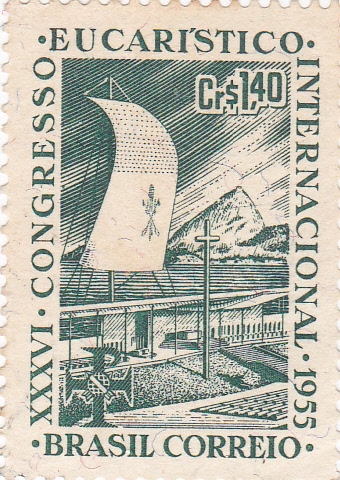 XXXVI · CONGRESSO
· EUCARÍSTICO ·
INTERNACIONAL · 1955
Cr$1,40
· BRASIL CORREIO ·